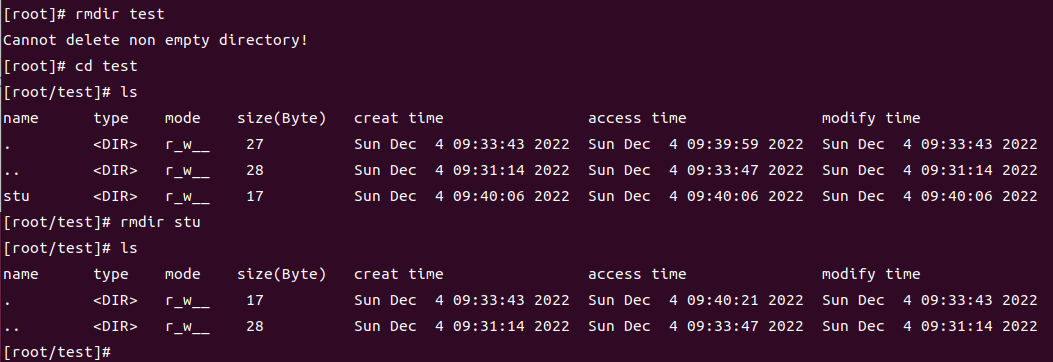 [root]# rmdir test
Cannot delete non empty directory!
[root]# cd test
[root/test]# ls
name      type    mode    size(Byte)   creat time                access time               modify time
.         <DIR>   r_w__    27          Sun Dec  4 09:33:43 2022  Sun Dec  4 09:39:59 2022  Sun Dec  4 09:33:43 2022
..        <DIR>   r_w__    28          Sun Dec  4 09:31:14 2022  Sun Dec  4 09:33:47 2022  Sun Dec  4 09:31:14 2022
stu       <DIR>   r_w__    17          Sun Dec  4 09:40:06 2022  Sun Dec  4 09:40:06 2022  Sun Dec  4 09:40:06 2022
[root/test]# rmdir stu
[root/test]# ls
name      type    mode    size(Byte)   creat time                access time               modify time
.         <DIR>   r_w__    17          Sun Dec  4 09:33:43 2022  Sun Dec  4 09:40:21 2022  Sun Dec  4 09:33:43 2022
..        <DIR>   r_w__    28          Sun Dec  4 09:31:14 2022  Sun Dec  4 09:33:47 2022  Sun Dec  4 09:31:14 2022
[root/test]#